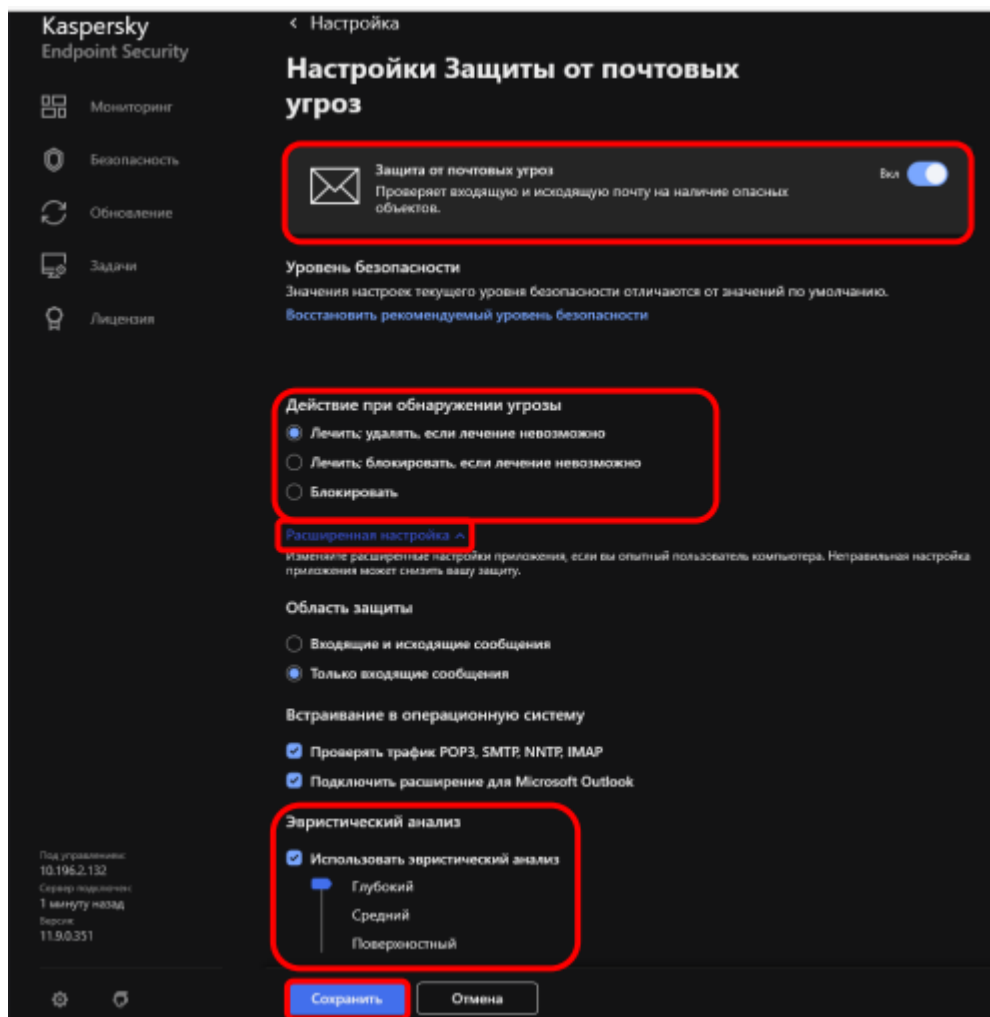 Kaspersky
Endpoint Security
Мониторинг
Безопасность
Обновление
Задачи
Лицензия
Под управлением:
10.196.2.132
Сервер подключен:
1 минуту назад
Версия:
11.9.0.351
Настройка
Настройки Защиты от почтовых
угроз
Защита от почтовых угроз
Проверяет входящую и исходящую почту на наличие опасных
объектов.
Вкл
Уровень безопасности
Значения настроек текущего уровня безопасности отличаются от значений по умолчанию.
Восстановить рекомендуемый уровень безопасности
Действие при обнаружении угрозы
Лечить; удалять, если лечение невозможно
Лечить; блокировать, если лечение невозможно
Блокировать
Расширенная настройка
Изменяйте расширенные настройки приложения, если вы опытный пользователь компьютера. Неправильная настройка
приложения может снизить вашу защиту.
Область защиты
Входящие и исходящие сообщения
Только входящие сообщения
Встраивание в операционную систему
Проверять трафик POP3, SMTP, NNTP, IMAP
Подключить расширение для Microsoft Outlook
Эвристический анализ
Использовать эвристический анализ
Глубокий
Средний
Поверхностный
Сохранить
Отмена